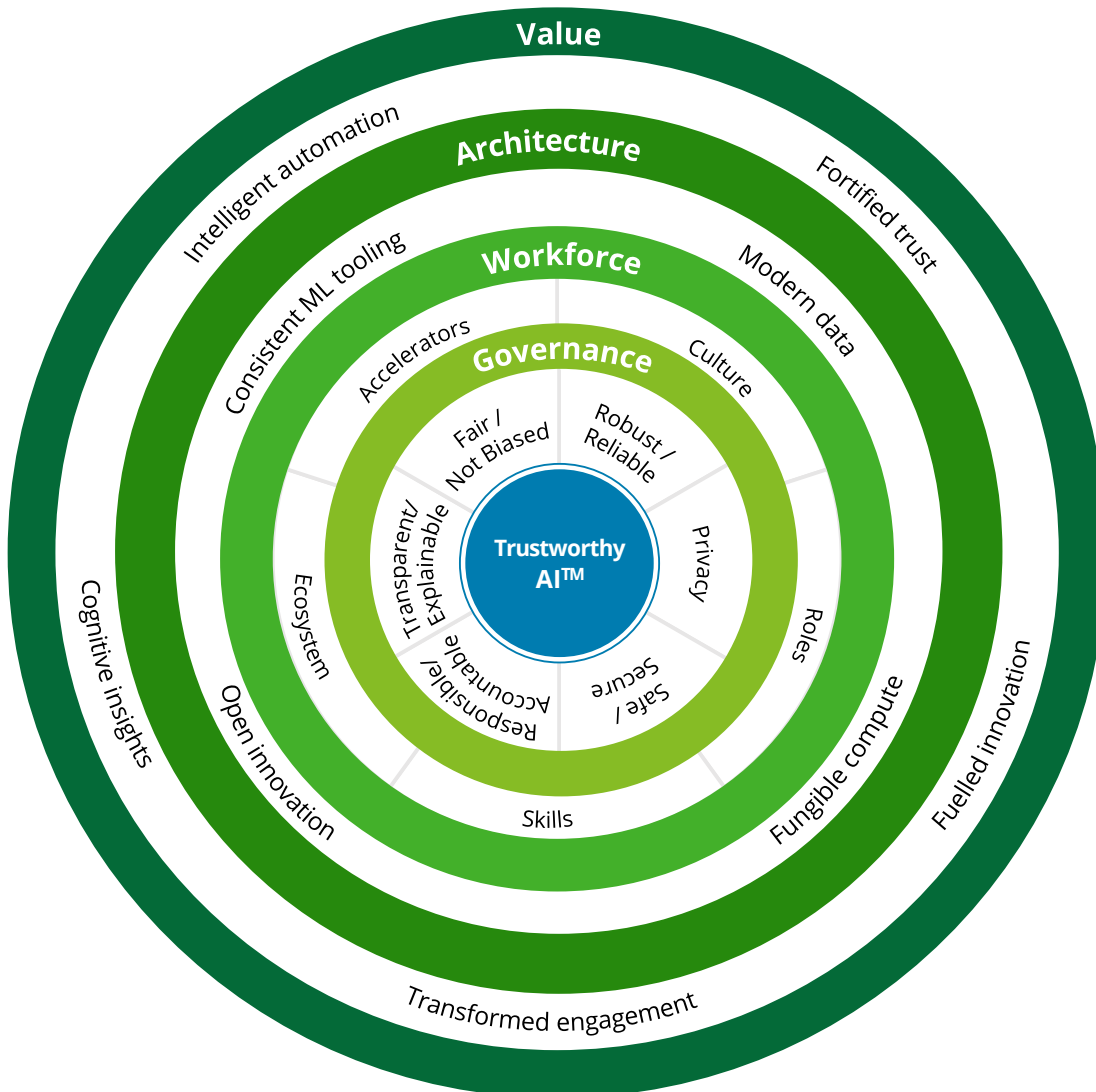 Value
Intelligent automation
Fortified trust
Fuelled innovation
Transformed engagement
Cognitive insights
Architecture
Consistent ML tooling
Modern data
Fungible compute
Open innovation
Workforce
Accelerators
Culture
Roles
Skills
Ecosystem
Governance
Fair /
Not Biased
Robust /
Reliable
Privacy
Safe /
Secure
Responsible/
Accountable
Transparent/
Explainable
Trustworthy
AI™